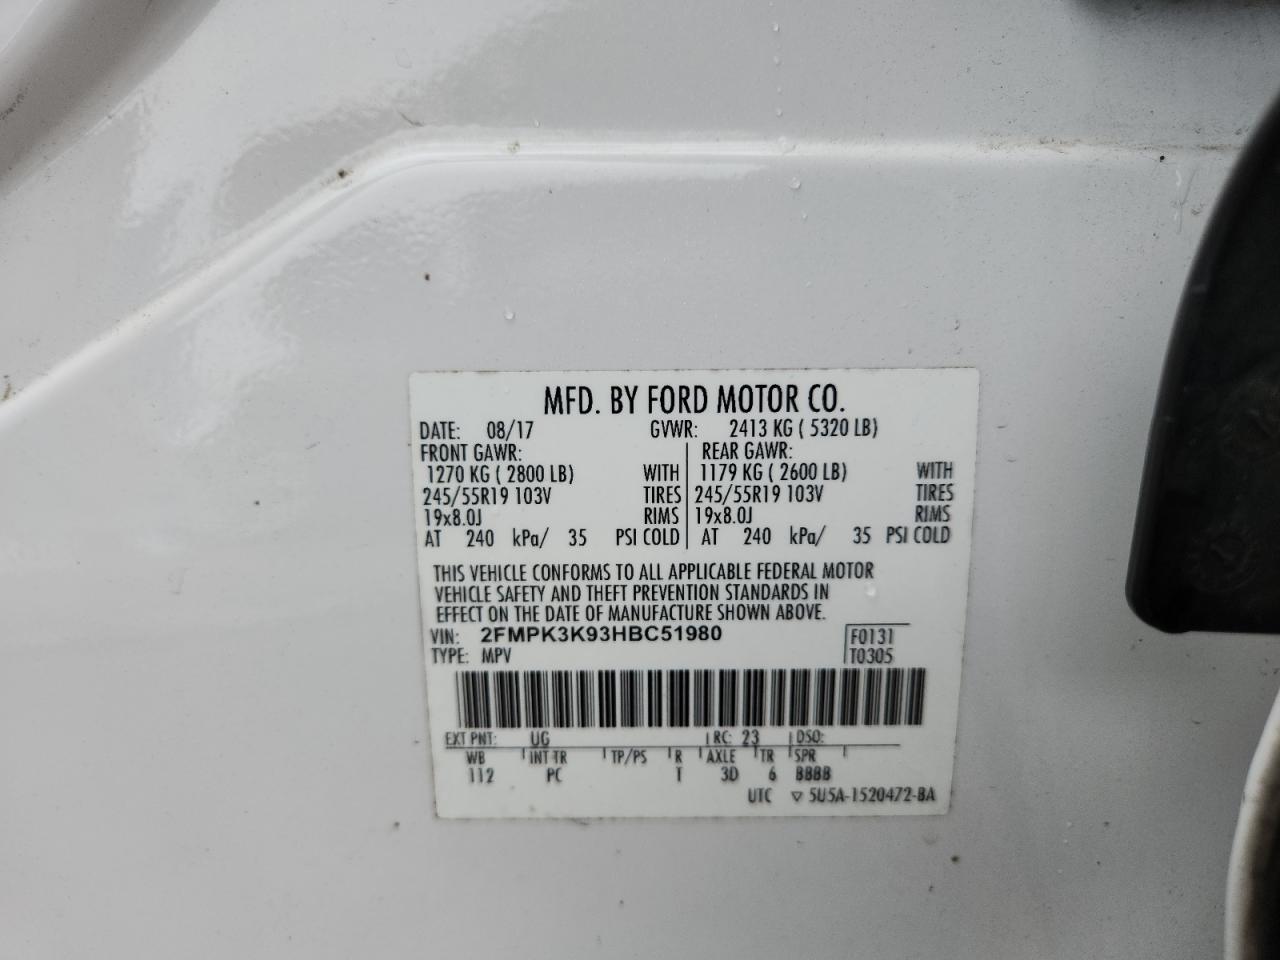 MFD. BY FORD MOTOR CO.
DATE: 08/17 GVWR: 2413 KG ( 5320 LB)
FRONT GAWR: REAR GAWR:
1270 KG ( 2800 LB) WITH 1179 KG ( 2600 LB) WITH
245/55R19 103V TIRES 245/55R19 103V TIRES
19x8.0J RIMS 19x8.0J RIMS
AT 240 kPa/ 35 PSI COLD AT 240 kPa/ 35 PSI COLD
THIS VEHICLE CONFORMS TO ALL APPLICABLE FEDERAL MOTOR
VEHICLE SAFETY AND THEFT PREVENTION STANDARDS IN
EFFECT ON THE DATE OF MANUFACTURE SHOWN ABOVE.
VIN: 2FMPK3K93HBC51980 F0131
TYPE: MPV T0305
EXT PNT: UG RC: 23 DSO:
WB INT TR TP/PS R AXLE TR SPR
112 PC T 3D 6 BBBB
UTC ▽ 5U5A-1520472-BA